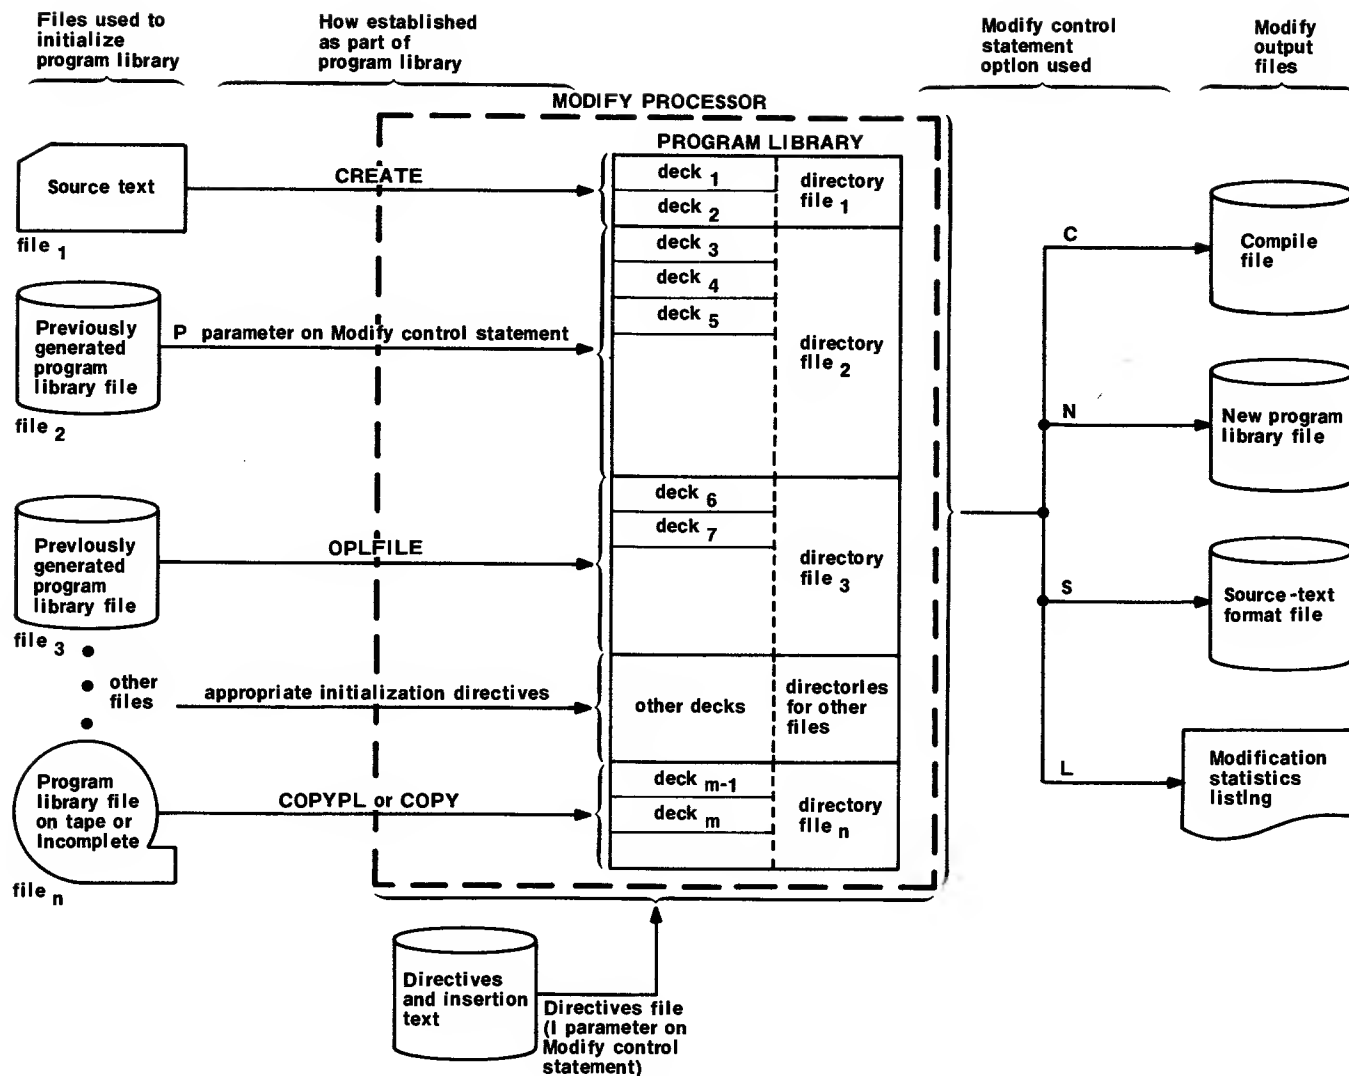 Files used to
initialize
program library
How established
as part of
program library
Modify control
statement
option used
Modify
output
files
MODIFY PROCESSOR
PROGRAM LIBRARY
Source text
file 1
CREATE
deck 1
deck 2
directory
file 1
Previously
generated
program
library file
file 2
P parameter on Modify control statement
deck 3
deck 4
deck 5
directory
file 2
Previously
generated
program
library file
file 3
OPLFILE
deck 6
deck 7
directory
file 3
other
files
appropriate initialization directives
other decks
directories
for other
files
Program
library file
on tape or
Incomplete
file n
COPYPL or COPY
deck m-1
deck m
directory
file n
C
Compile
file
N
New program
library file
S
Source-text
format file
L
Modification
statistics
listing
Directives
and insertion
text
Directives file
(I parameter on
Modify control
statement)